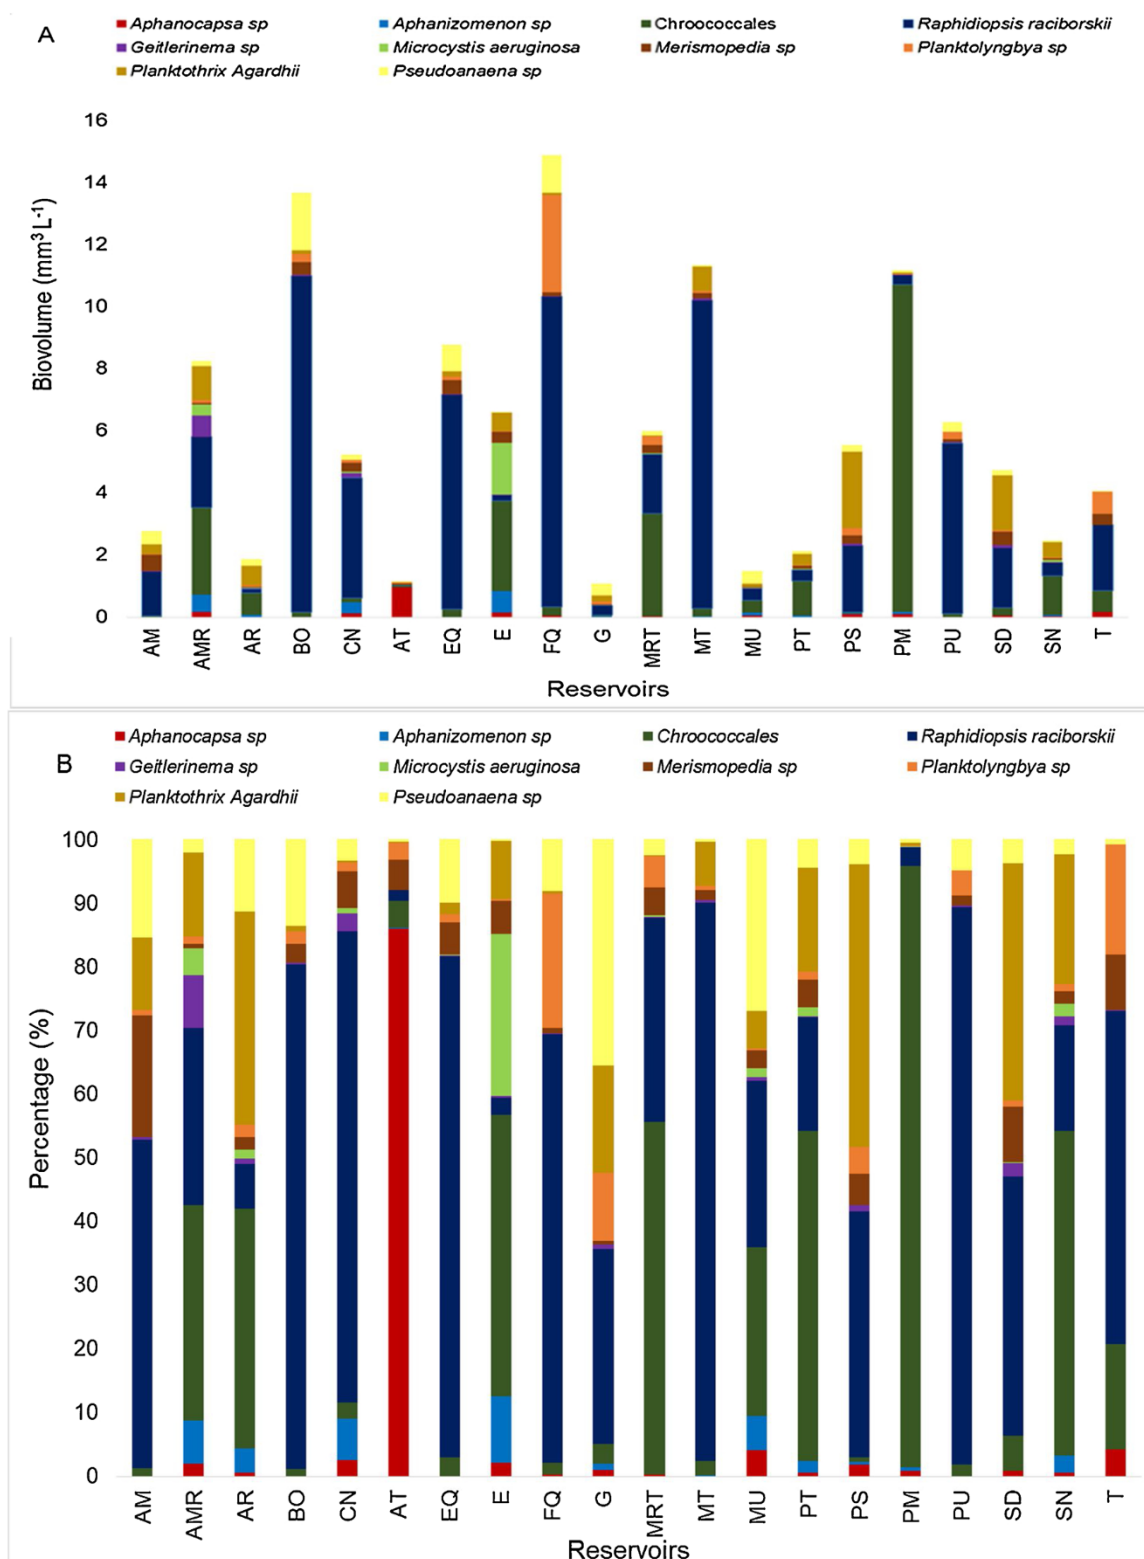 A
Aphanocapsa sp Aphanizomenon sp Chroococcales Raphidiopsis raciborskii
Geitlerinema sp Microcystis aeruginosa Merismopedia sp Planktolyngbya sp
Planktothrix Agardhii Pseudoanaena sp
Biovolume (mm³ L-¹)
16
14
12
10
8
6
4
2
0
AM AMR AR BO CN AT EQ E FQ G MRT MT MU PT PS PM PU SD SN T
Reservoirs
Aphanocapsa sp Aphanizomenon sp Chroococcales Raphidiopsis raciborskii
B
Geitlerinema sp Microcystis aeruginosa Merismopedia sp Planktolyngbya sp
Planktothrix Agardhii Pseudoanaena sp
Percentage (%)
100
90
80
70
60
50
40
30
20
10
0
AM AMR AR BO CN AT EQ E FQ G MRT MT MU PT PS PM PU SD SN T
Reservoirs